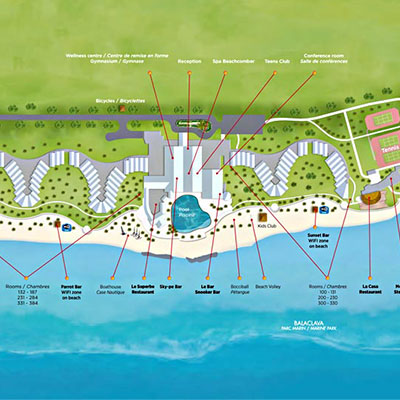 Wellness centre / Centre de remise en forme
Gymnasium / Gymnase
Reception
Spa Beachcomber
Teens Club
Conference room
Salle de conférences
Bicycles / Bicyclettes
Tennis
Pool
Piscine
Kids Club
Sunset Bar
WIFI zone
on beach
Rooms / Chambres
132 - 187
231 - 284
331 - 384
Parrot Bar
WIFI zone
on beach
Boathouse
Case Nautique
Le Superbe
Restaurant
Sky-pe Bar
Le Bar
Snooker Bar
Bocciball
Pétanque
Beach Volley
Rooms / Chambres
100 - 131
200 - 230
300 - 330
La Casa
Restaurant
BALACLAVA
PARC MARIN / MARINE PARK